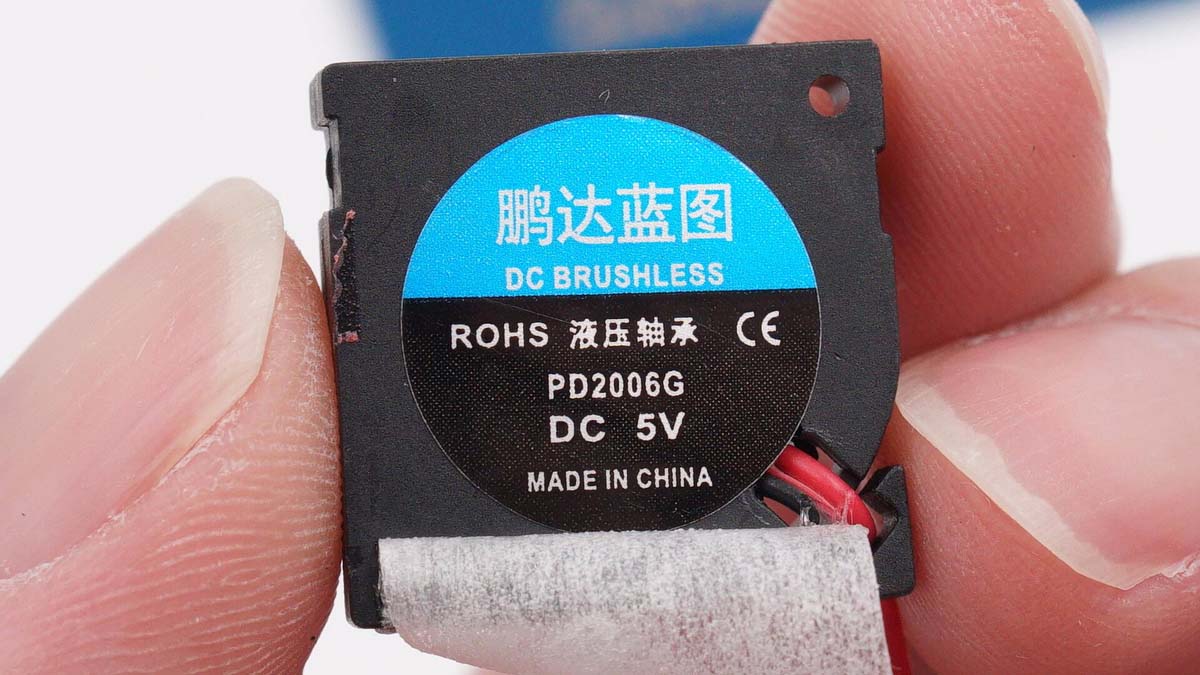 鹏达蓝图
DC BRUSHLESS
ROHS 液压轴承 CE
PD2006G
DC 5V
MADE IN CHINA